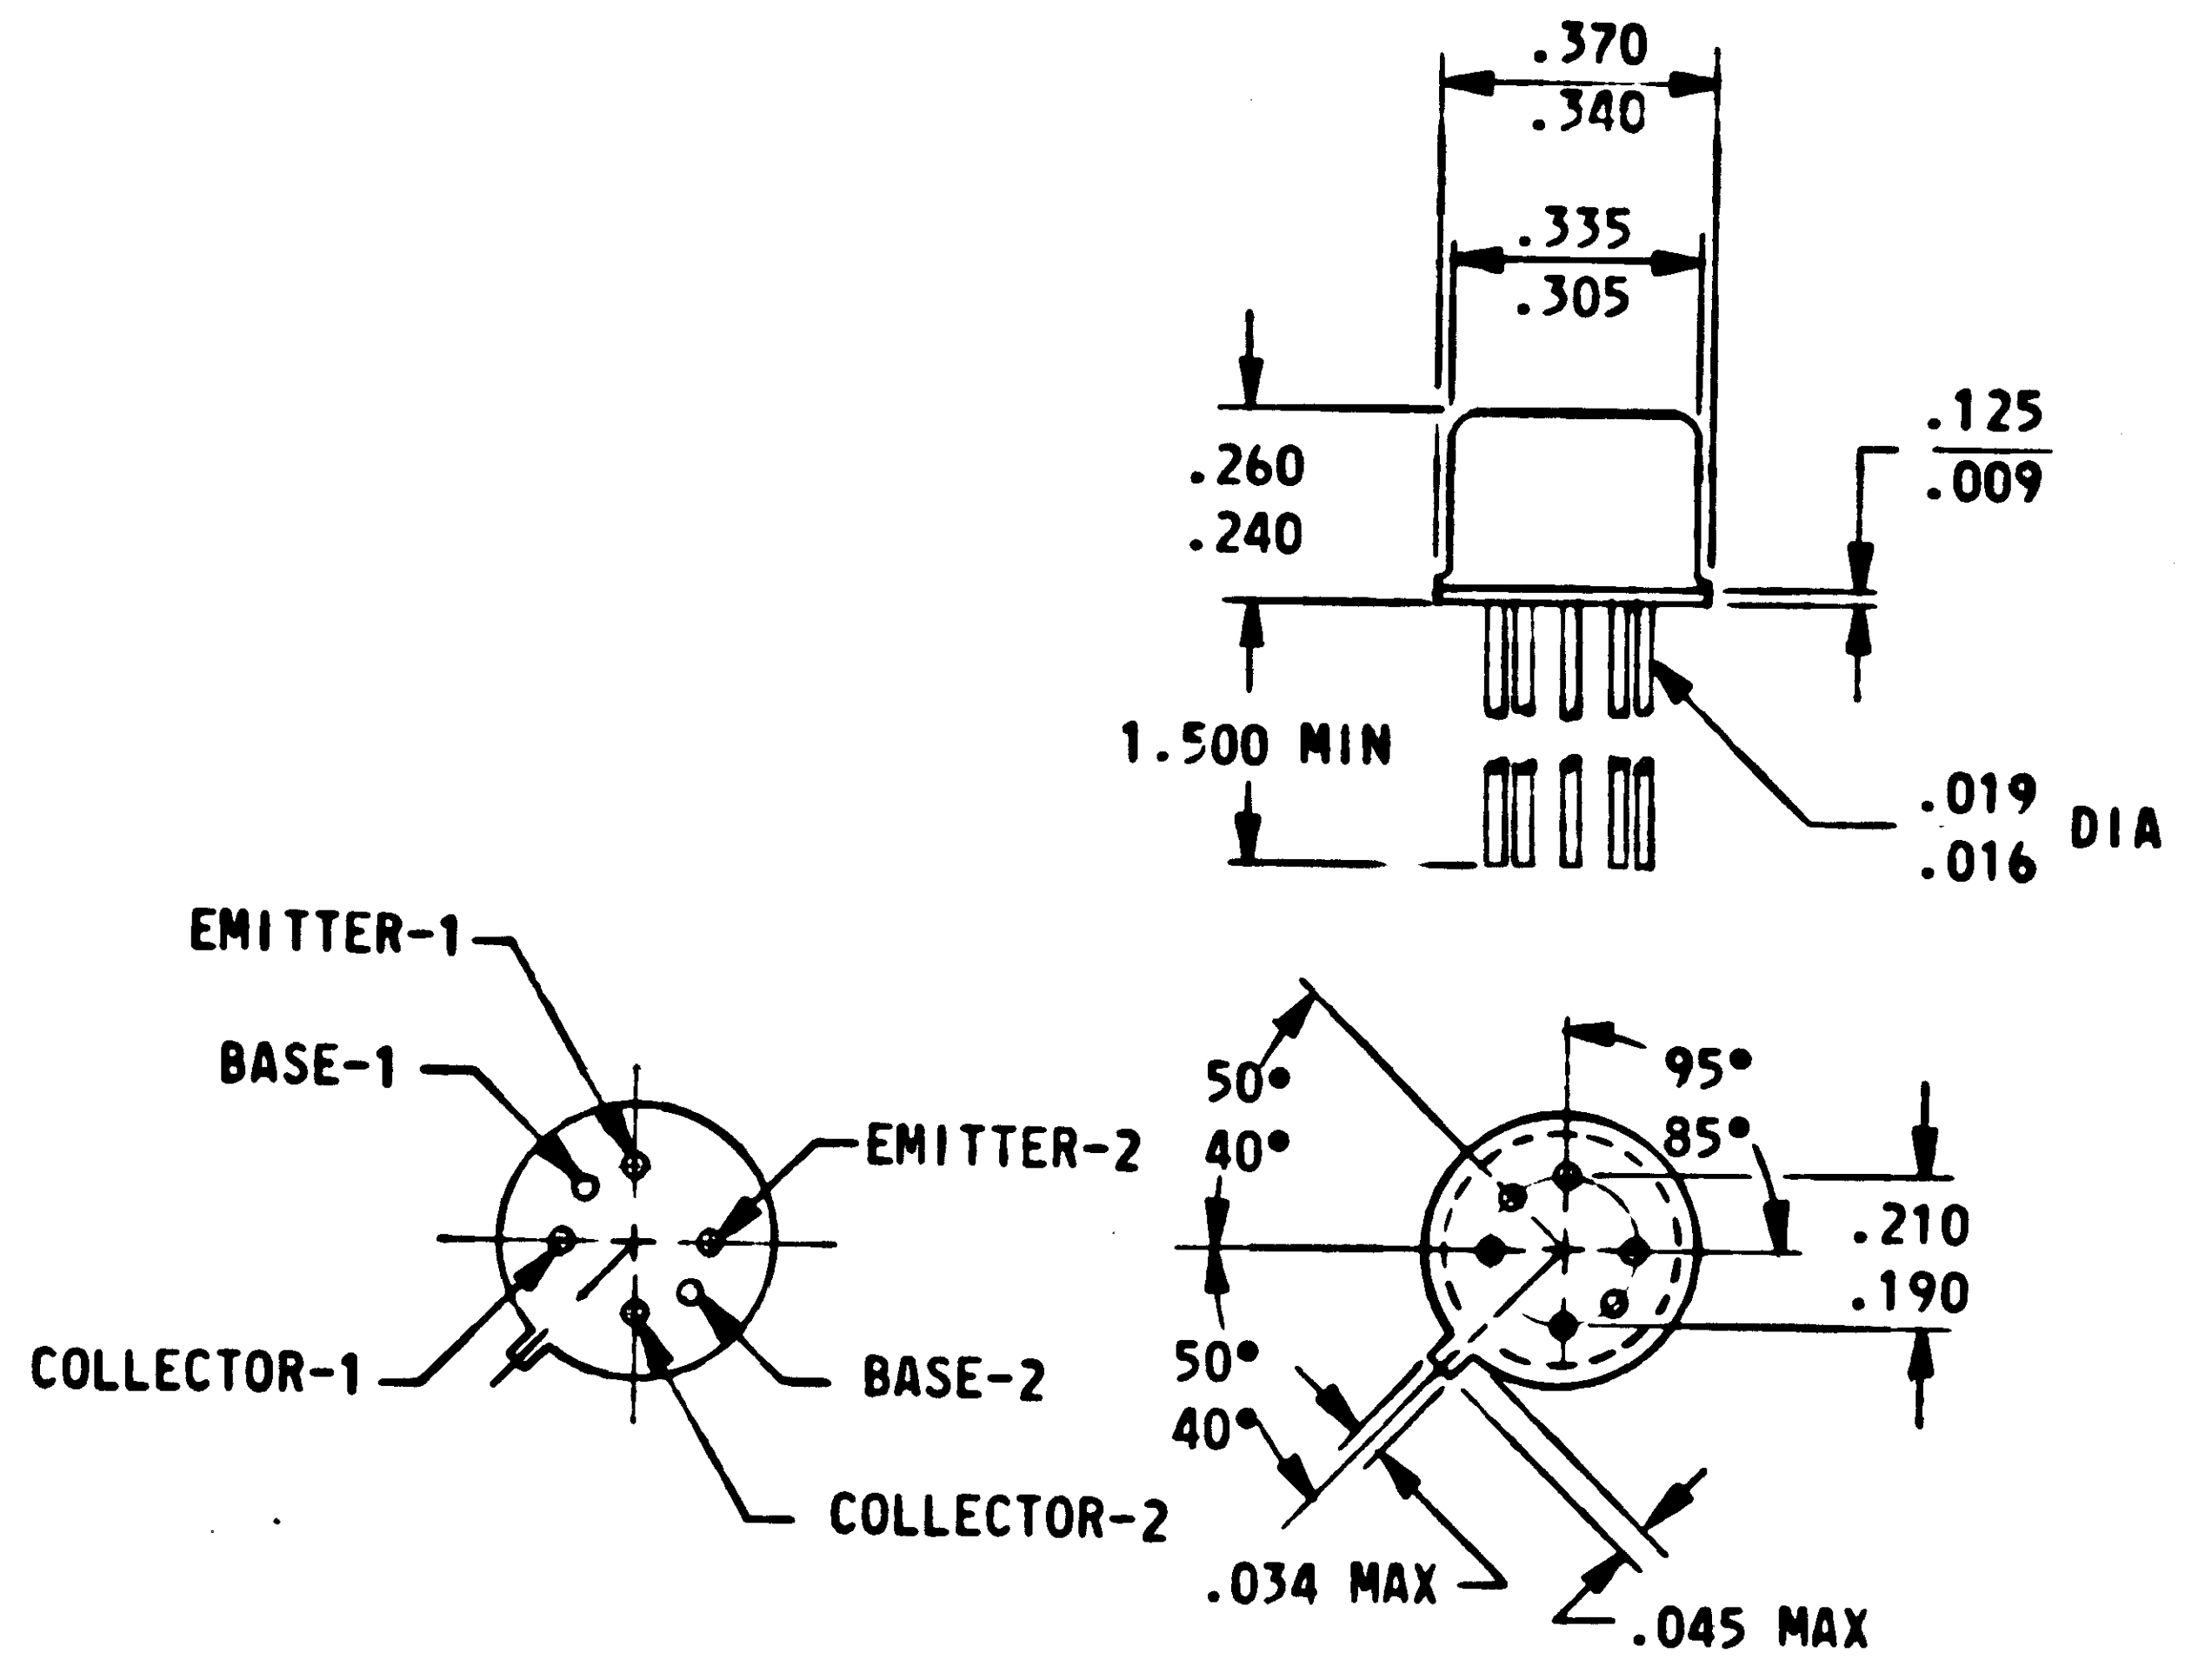 .370
.340
.335
.305
.260
.240
.125
.009
1.500 MIN
.019
.016 DIA
EMITTER-1
BASE-1
EMITTER-2
COLLECTOR-1
BASE-2
COLLECTOR-2
50°
40°
95°
85°
.210
.190
50°
40°
.034 MAX
.045 MAX